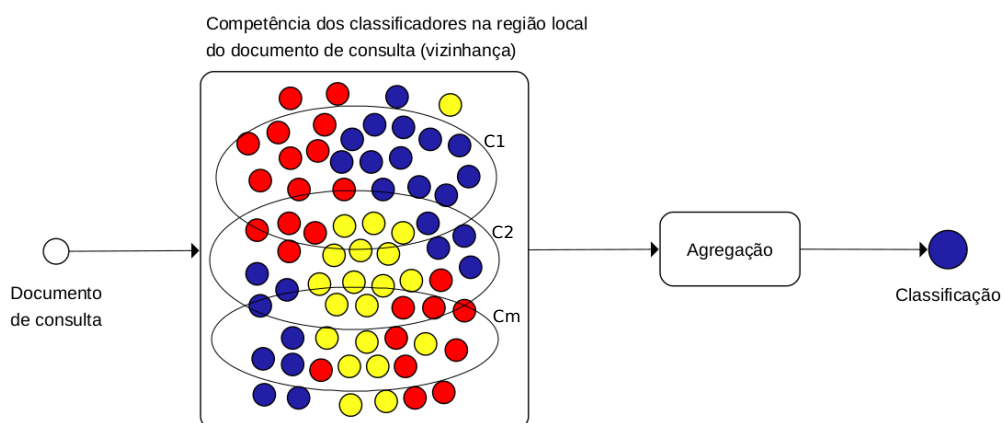 Competência dos classificadores na região local
do documento de consulta (vizinhança)
C1
C2
Cm
Documento
de consulta
Agregação
Classificação